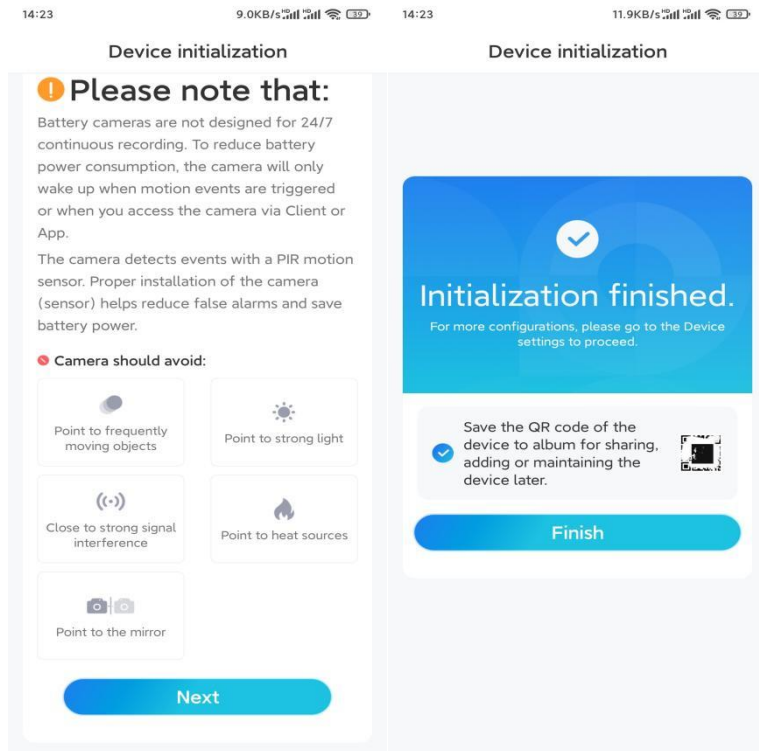 14:23
9.0KB/s HD HD 39
Device initialization
Please note that:
Battery cameras are not designed for 24/7
continuous recording. To reduce battery
power consumption, the camera will only
wake up when motion events are triggered
or when you access the camera via Client or
App.
The camera detects events with a PIR motion
sensor. Proper installation of the camera
(sensor) helps reduce false alarms and save
battery power.
Camera should avoid:
Point to frequently
moving objects
Point to strong light
Close to strong signal
interference
Point to heat sources
Point to the mirror
Next
14:23
11.9KB/s HD HD 39
Device initialization
Initialization finished.
For more configurations, please go to the Device
settings to proceed.
Save the QR code of the
device to album for sharing,
adding or maintaining the
device later.
Finish